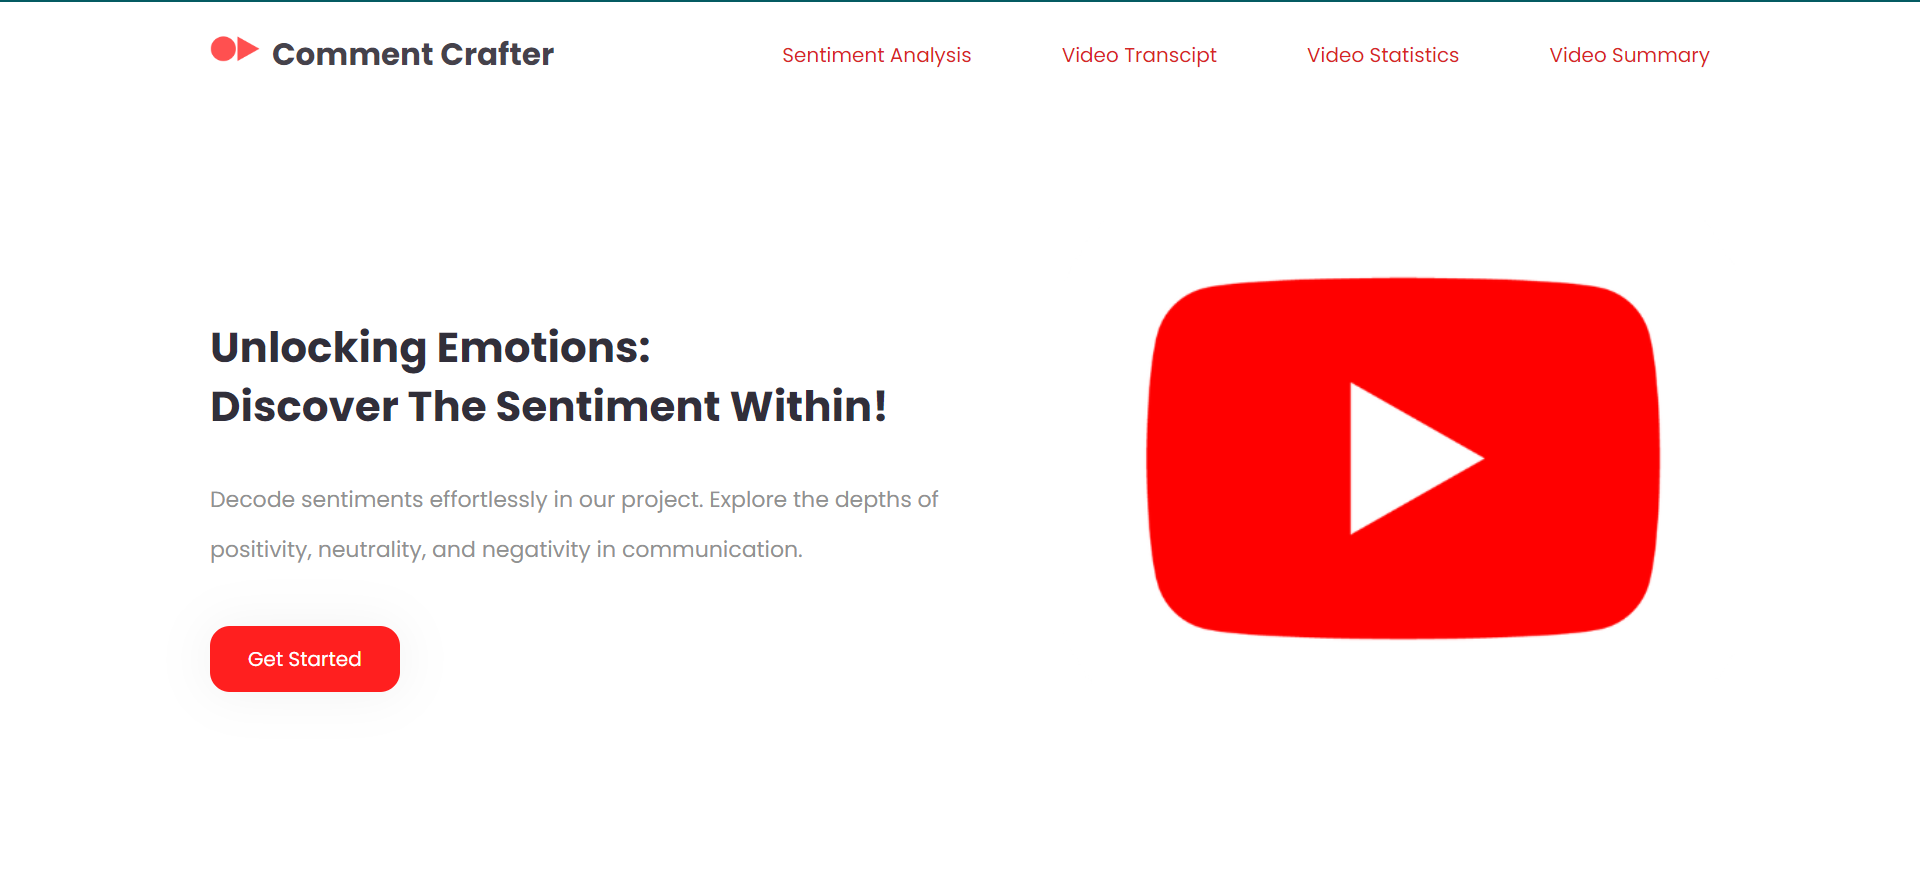 Comment Crafter
Sentiment Analysis
Video Transcipt
Video Statistics
Video Summary
Unlocking Emotions:
Discover The Sentiment Within!
Decode sentiments effortlessly in our project. Explore the depths of
positivity, neutrality, and negativity in communication.
Get Started